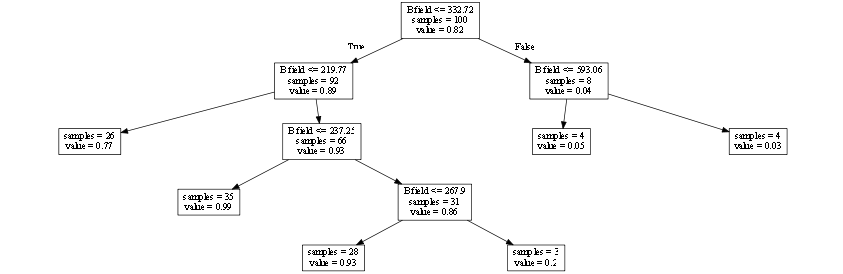 Bfield <= 332.72
samples = 100
value = 0.82
True
False
Bfield <= 219.77
samples = 92
value = 0.89
Bfield <= 593.06
samples = 8
value = 0.04
samples = 26
value = 0.77
Bfield <= 237.25
samples = 66
value = 0.93
samples = 4
value = 0.05
samples = 4
value = 0.03
samples = 35
value = 0.99
Bfield <= 267.9
samples = 31
value = 0.86
samples = 28
value = 0.93
samples = 3
value = 0.2